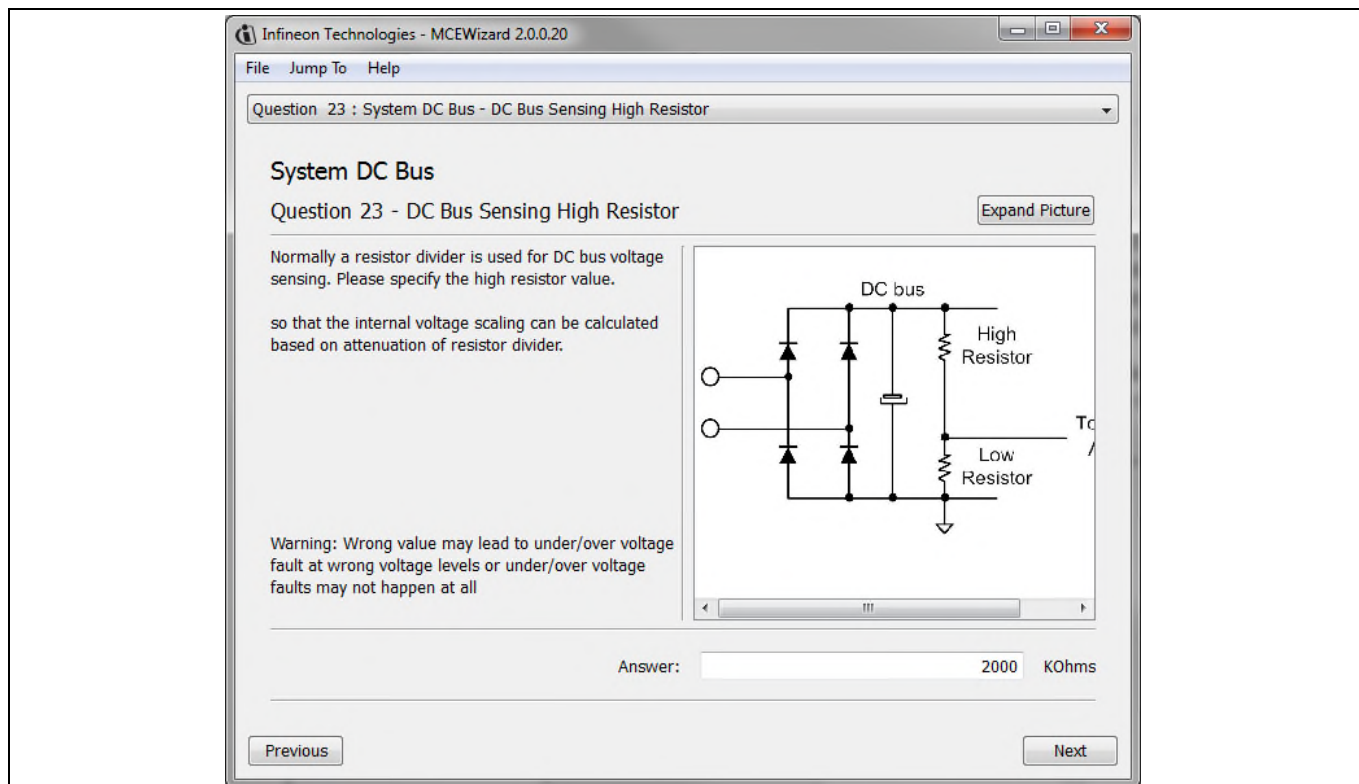 Infineon Technologies - MCEWizard 2.0.0.20
File Jump To Help
Question 23 : System DC Bus - DC Bus Sensing High Resistor
System DC Bus
Question 23 - DC Bus Sensing High Resistor
Expand Picture
Normally a resistor divider is used for DC bus voltage
sensing. Please specify the high resistor value.
so that the internal voltage scaling can be calculated
based on attenuation of resistor divider.
Warning: Wrong value may lead to under/over voltage
fault at wrong voltage levels or under/over voltage
faults may not happen at all
DC bus
High
Resistor
To
Low
Resistor
Answer: 2000 KOhms
Previous
Next